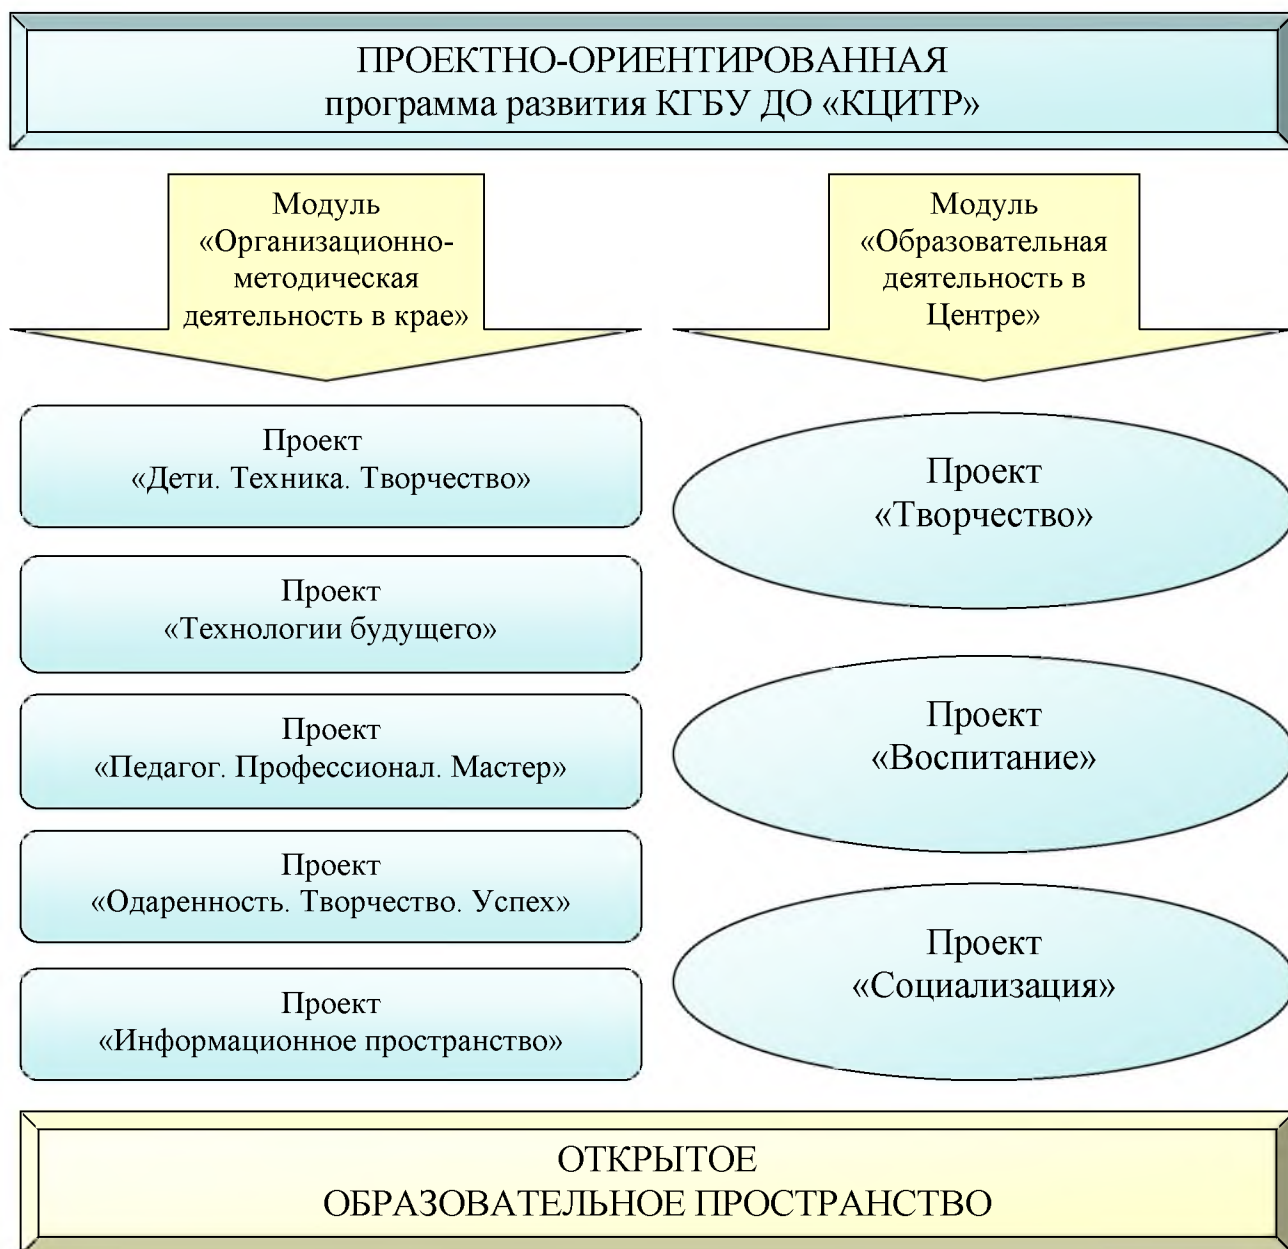 ПРОЕКТНО-ОРИЕНТИРОВАННАЯ
программа развития КГБУ ДО «КЦИТР»
Модуль
«Организационно-
методическая
деятельность в крае»
Модуль
«Образовательная
деятельность в
Центре»
Проект
«Дети. Техника. Творчество»
Проект
«Технологии будущего»
Проект
«Педагог. Профессионал. Мастер»
Проект
«Одаренность. Творчество. Успех»
Проект
«Информационное пространство»
Проект
«Творчество»
Проект
«Воспитание»
Проект
«Социализация»
ОТКРЫТОЕ
ОБРАЗОВАТЕЛЬНОЕ ПРОСТРАНСТВО